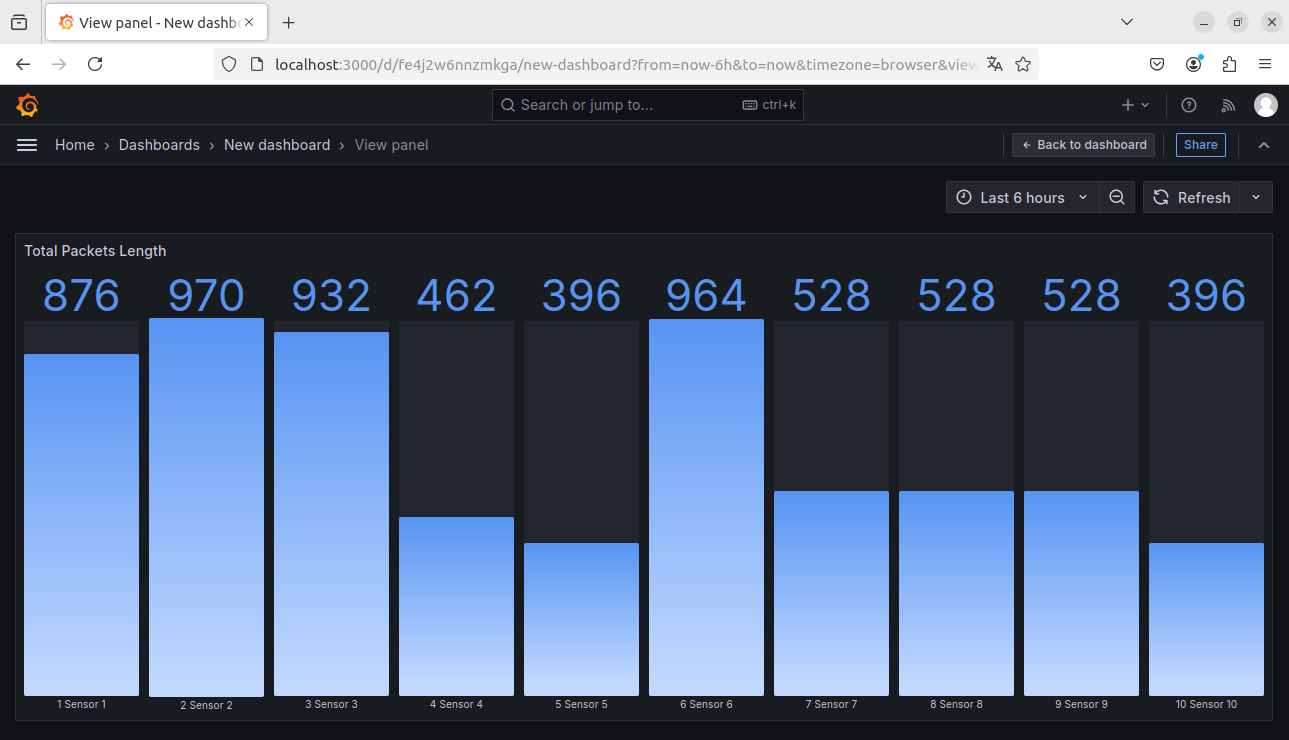 View panel - New dashb
localhost:3000/d/fe4j2w6nnzmkga/new-dashboard?from=now-6h&to=now&timezone=browser&view
Search or jump to... ctrl+k
Home › Dashboards › New dashboard › View panel
Back to dashboard
Share
Last 6 hours
Refresh
Total Packets Length
876 970 932 462 396 964 528 528 528 396
1 Sensor 1 2 Sensor 2 3 Sensor 3 4 Sensor 4 5 Sensor 5 6 Sensor 6 7 Sensor 7 8 Sensor 8 9 Sensor 9 10 Sensor 10